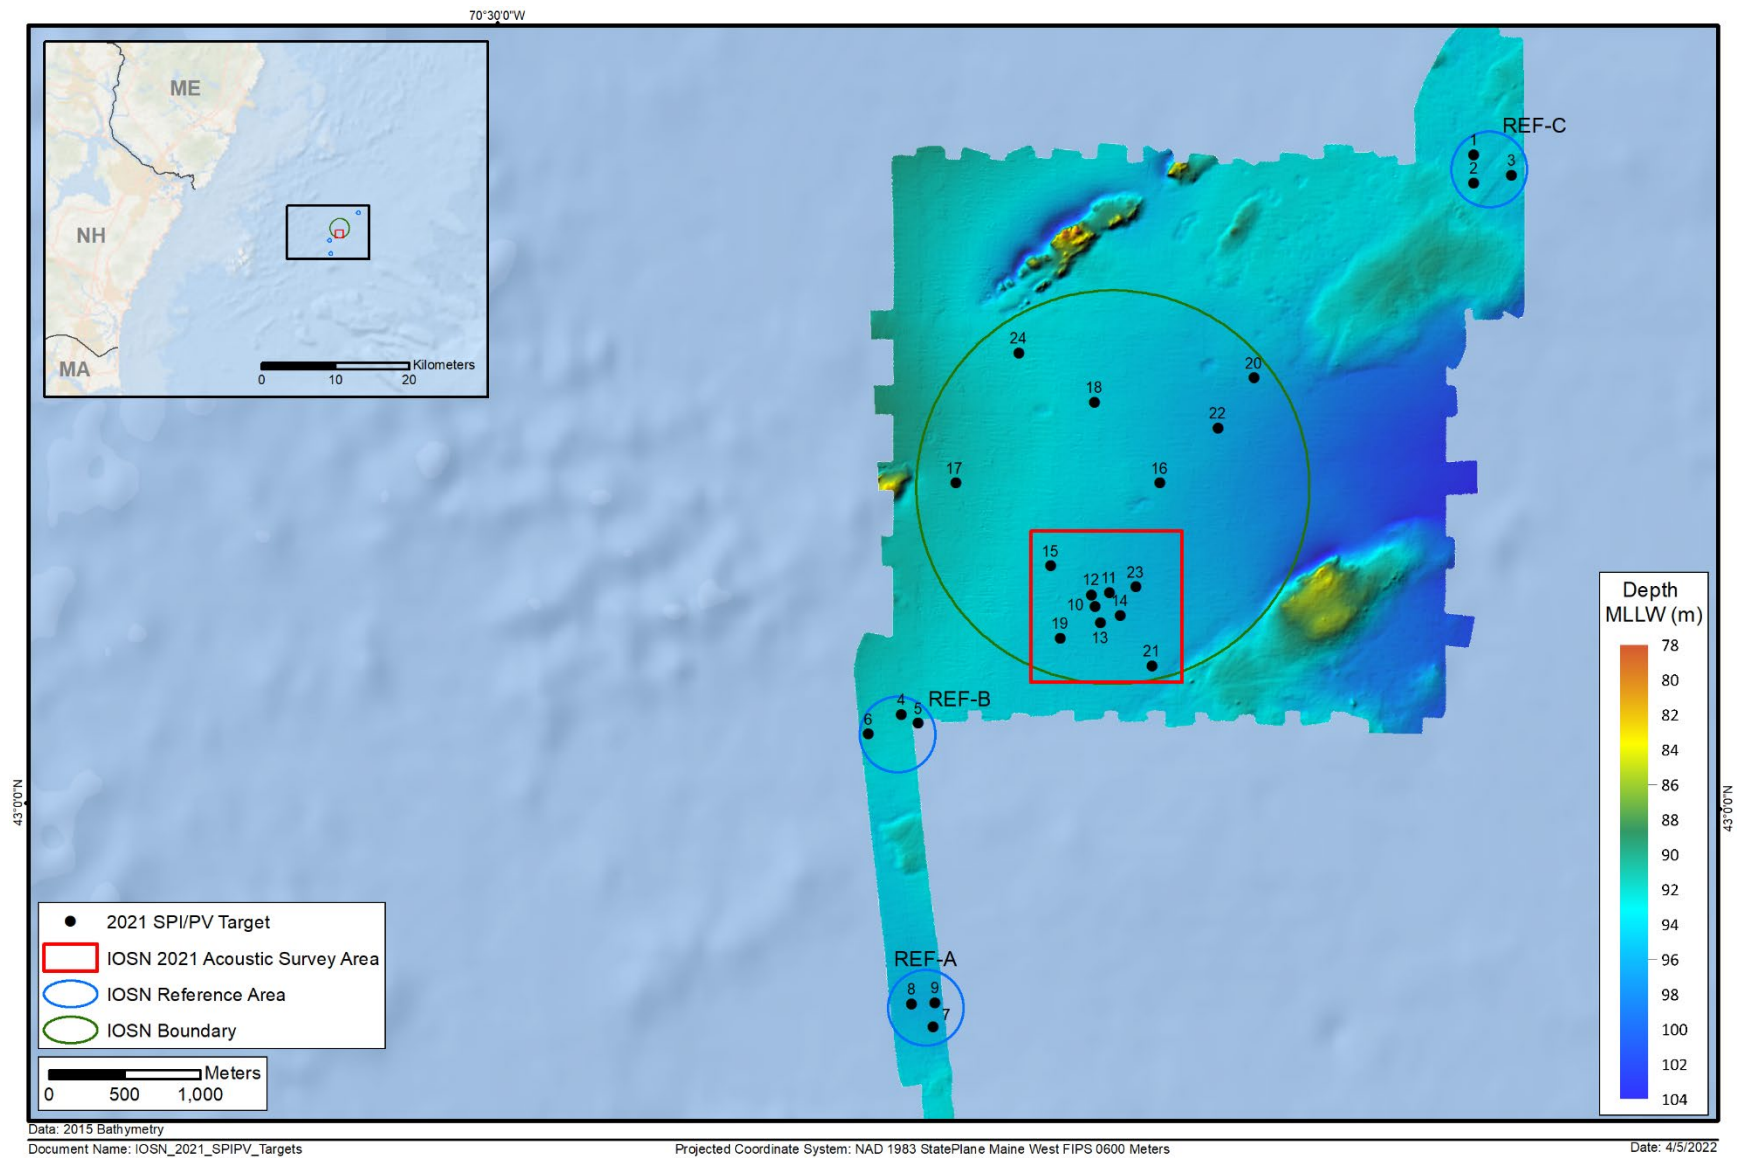 70°30'0"W
ME
NH
MA
Kilometers
0 10 20
REF-C
1
2
3
24
20
18
22
17
16
15
12 11 23
10
14
19
13
21
REF-B
4
5
6
43°0'0"N
43°0'0"N
REF-A
8 9
7
Depth
MLLW (m)
78
80
82
84
86
88
90
92
94
96
98
100
102
104
2021 SPI/PV Target
IOSN 2021 Acoustic Survey Area
IOSN Reference Area
IOSN Boundary
Meters
0 500 1,000
Data: 2015 Bathymetry
Document Name: IOSN_2021_SPIPV_Targets
Projected Coordinate System: NAD 1983 StatePlane Maine West FIPS 0600 Meters
Date: 4/5/2022